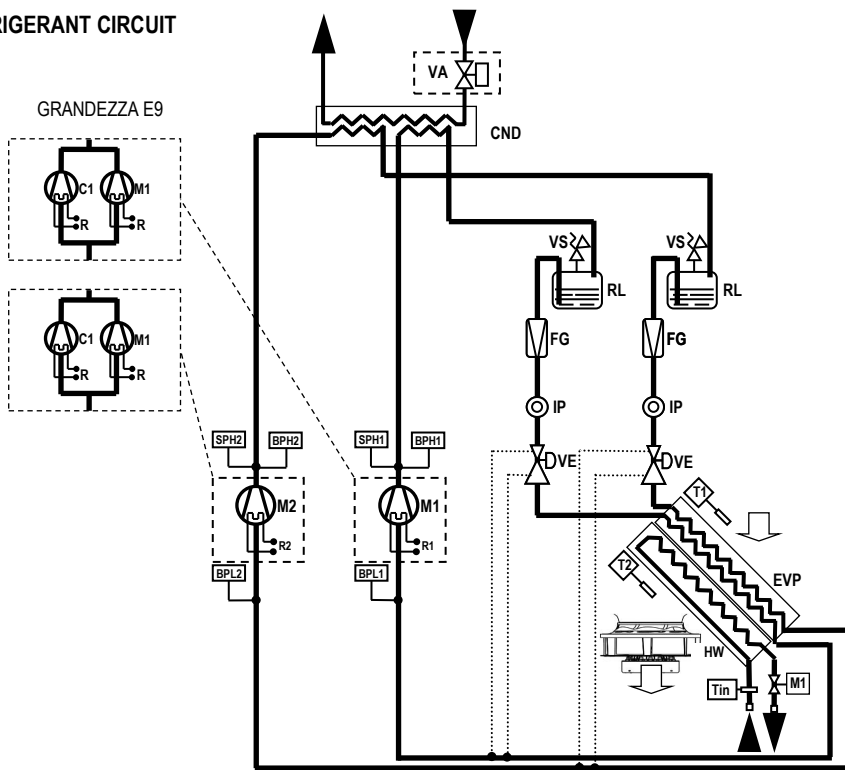 RIGERANT CIRCUIT
VA
GRANDEZZA E9
CND
C1
M1
R
R
VS
VS
RL
RL
C1
M1
FG
FG
R
R
IP
IP
SPH2
BPH2
SPH1
BPH1
VE
VE
T1
M2
M1
R2
R1
T2
EVP
BPL2
BPL1
HW
Tin
M1